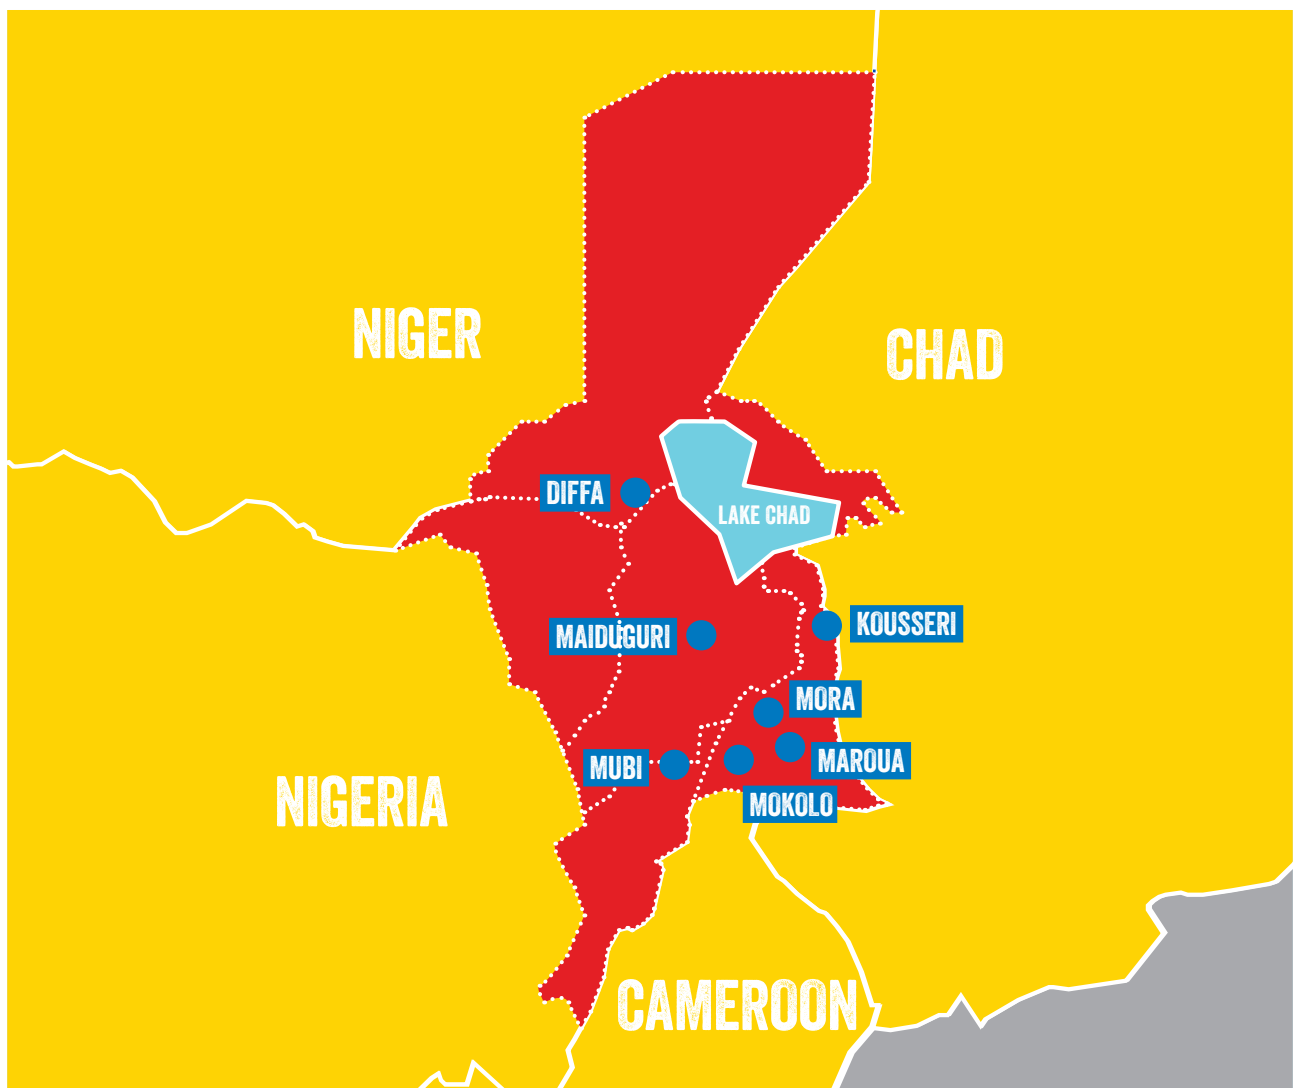 NIGER
CHAD
DIFFA
LAKE CHAD
KOUSSERI
MAIDUGURI
MORA
MAROUA
MUBI
MOKOLO
NIGERIA
CAMEROON